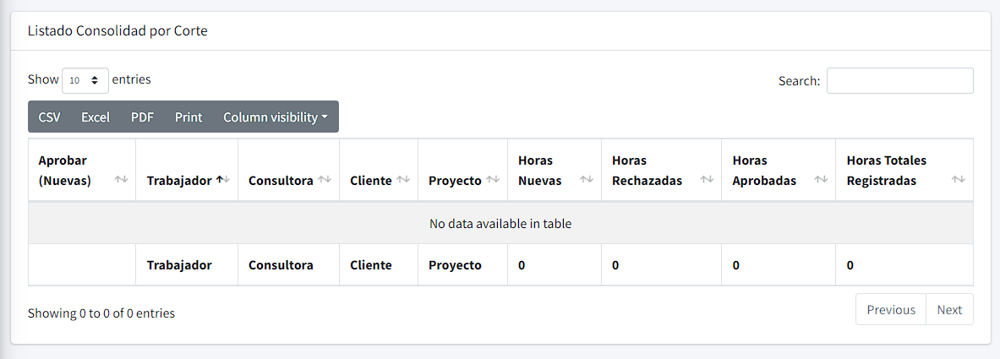 Listado Consolidad por Corte
Show 10 entries
Search:
CSV Excel PDF Print Column visibility
Aprobar (Nuevas) Trabajador Consultora Cliente Proyecto Horas Nuevas Horas Rechazadas Horas Aprobadas Horas Totales Registradas
No data available in table
Trabajador Consultora Cliente Proyecto 0 0 0 0
Showing 0 to 0 of 0 entries
Previous Next